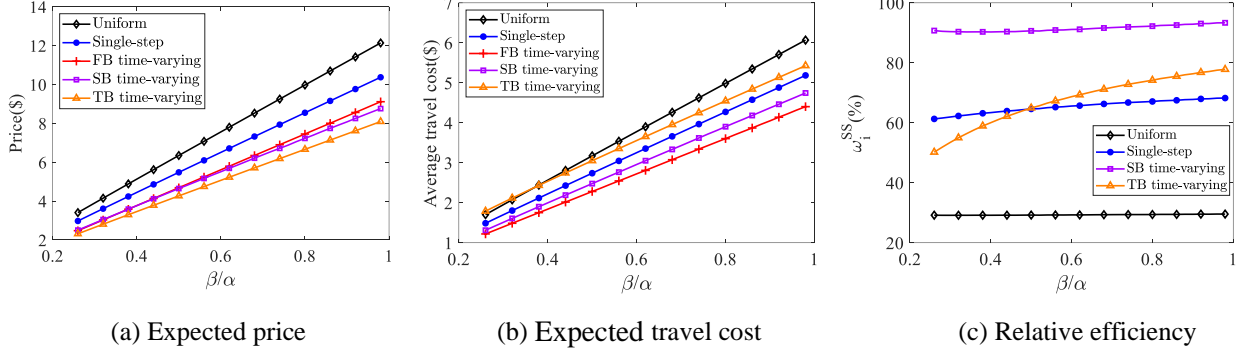 14
12
10
8
6
4
2
Price($)
Uniform
Single-step
FB time-varying
SB time-varying
TB time-varying
0.2 0.4 0.6 0.8 1
β/α
(a) Expected price
7
6
5
4
3
2
1
Average travel cost($)
Uniform
Single-step
FB time-varying
SB time-varying
TB time-varying
0.2 0.4 0.6 0.8 1
β/α
(b) Expected travel cost
100
80
60
40
20
ω_i^SS(%)
Uniform
Single-step
SB time-varying
TB time-varying
0.2 0.4 0.6 0.8 1
β/α
(c) Relative efficiency